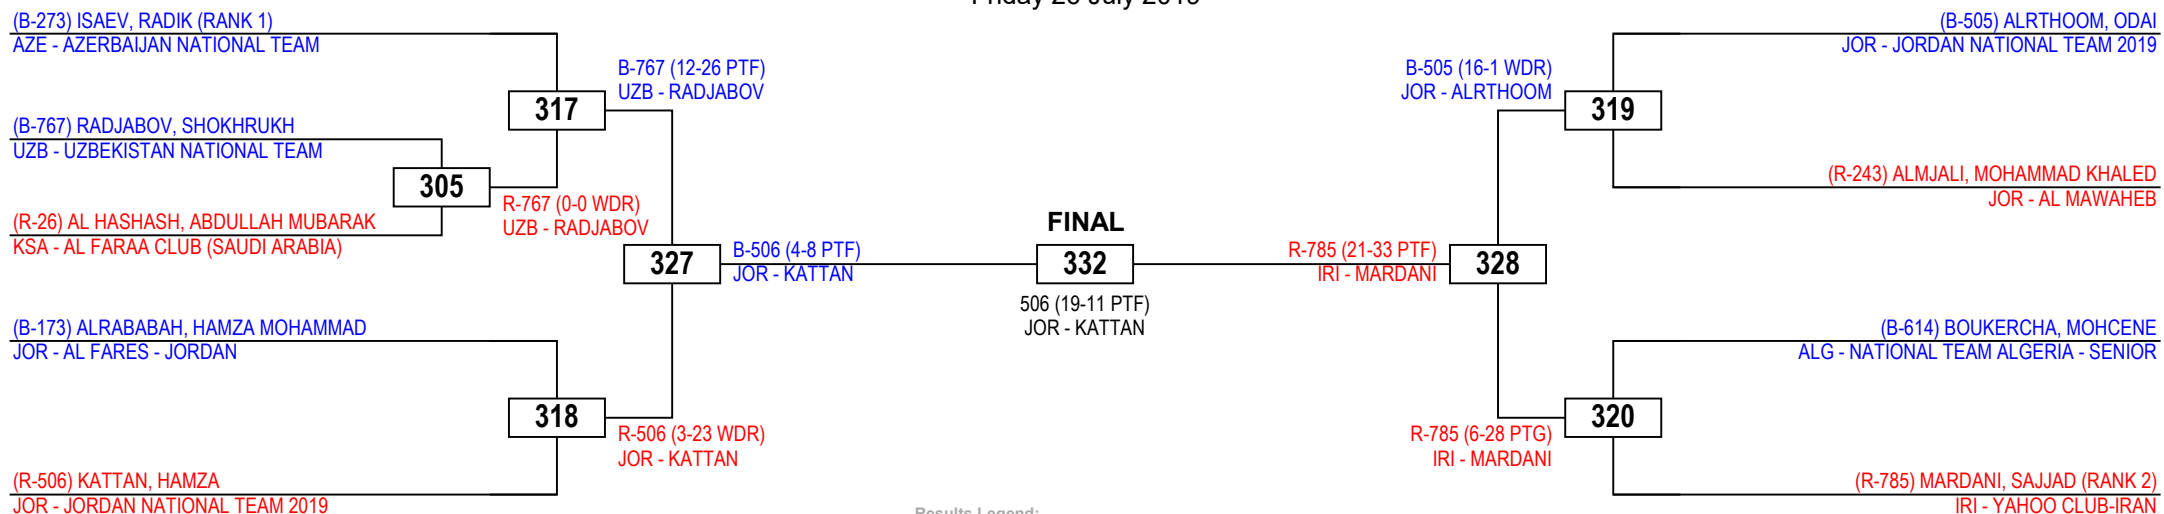 Friday 26 July 2019
(B-273) ISAEV, RADIK (RANK 1)
AZE - AZERBAIJAN NATIONAL TEAM
(B-767) RADJABOV, SHOKHRUKH
UZB - UZBEKISTAN NATIONAL TEAM
(R-26) AL HASHASH, ABDULLAH MUBARAK
KSA - AL FARAA CLUB (SAUDI ARABIA)
(B-173) ALRABABAH, HAMZA MOHAMMAD
JOR - AL FARES - JORDAN
(R-506) KATTAN, HAMZA
JOR - JORDAN NATIONAL TEAM 2019
305
R-767 (0-0 WDR)
UZB - RADJABOV
317
B-767 (12-26 PTF)
UZB - RADJABOV
318
R-506 (3-23 WDR)
JOR - KATTAN
327
B-506 (4-8 PTF)
JOR - KATTAN
FINAL
332
506 (19-11 PTF)
JOR - KATTAN
R-785 (21-33 PTF)
IRI - MARDANI
328
B-505 (16-1 WDR)
JOR - ALRTHOOM
319
R-785 (6-28 PTG)
IRI - MARDANI
320
(B-505) ALRTHOOM, ODAI
JOR - JORDAN NATIONAL TEAM 2019
(R-243) ALMJALI, MOHAMMAD KHALED
JOR - AL MAWAHEB
(B-614) BOUKERCHA, MOHCENE
ALG - NATIONAL TEAM ALGERIA - SENIOR
(R-785) MARDANI, SAJJAD (RANK 2)
IRI - YAHOO CLUB-IRAN
Results Legend: